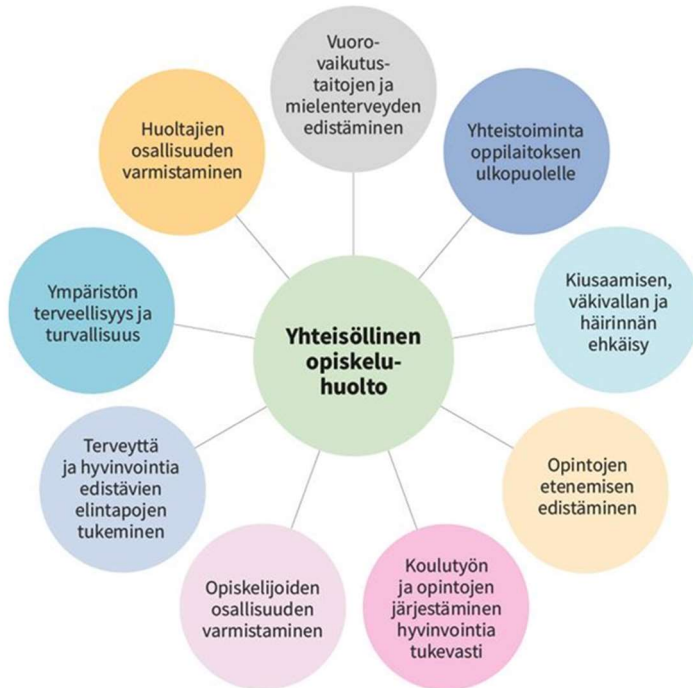 Vuoro-
vaikutus-
taitojen ja
mielenterveyden
edistäminen
Yhteistoiminta
oppilaitoksen
ulkopuolelle
Kiusaamisen,
väkivallan ja
häirinnän
ehkäisy
Opintojen
etenemisen
edistäminen
Koulutyön
ja opintojen
järjestäminen
hyvinvointia
tukevasti
Opiskelijoiden
osallisuuden
varmistaminen
Terveyttä
ja hyvinvointia
edistävien
elintapojen
tukeminen
Ympäristön
terveellisyys ja
turvallisuus
Huoltajien
osallisuuden
varmistaminen
Yhteisöllinen
opiskelu-
huolto